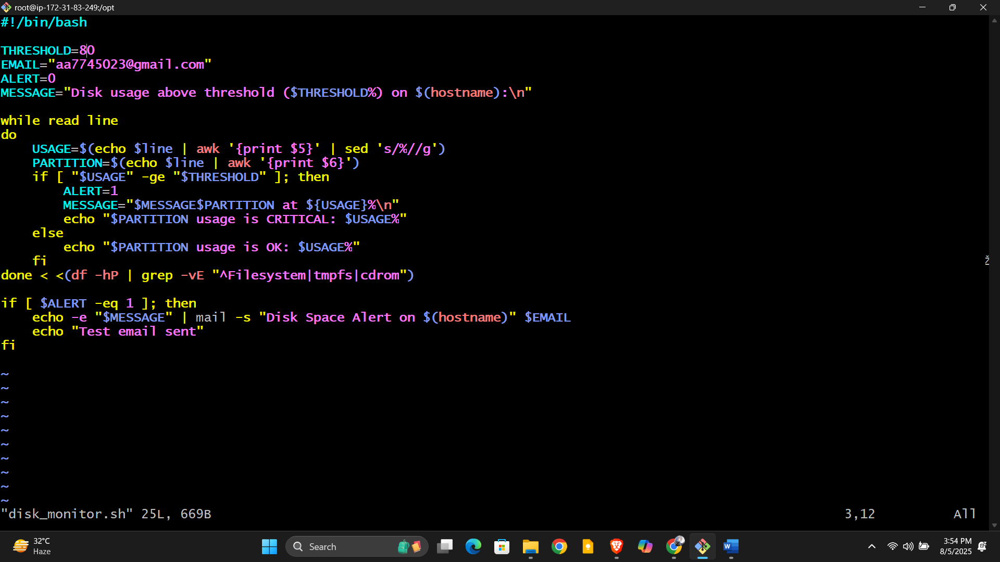 root@ip-172-31-83-249:/opt
#!/bin/bash
THRESHOLD=80
EMAIL="aa7745023@gmail.com"
ALERT=0
MESSAGE="Disk usage above threshold ($THRESHOLD%) on $(hostname):\n"
while read line
do
    USAGE=$(echo $line | awk '{print $5}' | sed 's/%//g')
    PARTITION=$(echo $line | awk '{print $6}')
    if [ "$USAGE" -ge "$THRESHOLD" ]; then
        ALERT=1
        MESSAGE="$MESSAGE$PARTITION at ${USAGE}%\n"
        echo "$PARTITION usage is CRITICAL: $USAGE%"
    else
        echo "$PARTITION usage is OK: $USAGE%"
    fi
done < <(df -hP | grep -vE "^Filesystem|tmpfs|cdrom")
if [ $ALERT -eq 1 ]; then
    echo -e "$MESSAGE" | mail -s "Disk Space Alert on $(hostname)" $EMAIL
    echo "Test email sent"
fi
~
~
~
~
~
~
~
~
~
~
"disk_monitor.sh" 25L, 669B 3,12 All
32°C
Haze
Search
3:54 PM
8/5/2025